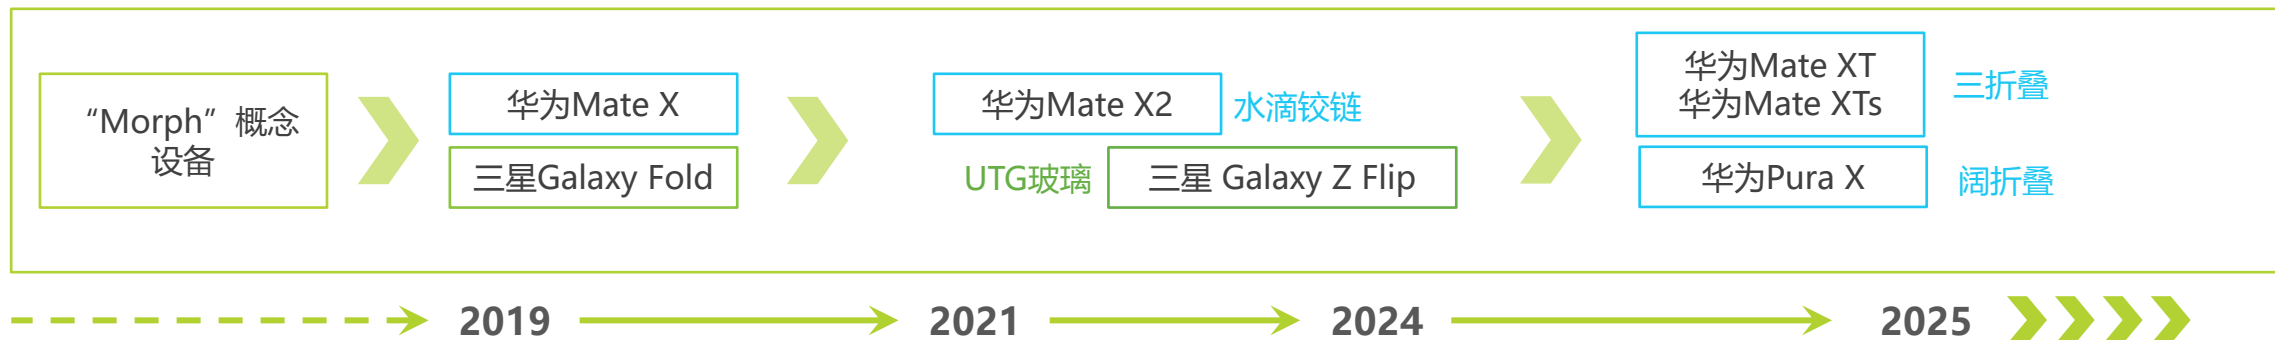 “Morph”概念
设备
华为Mate X
三星Galaxy Fold
华为Mate X2
水滴铰链
UTG玻璃
三星 Galaxy Z Flip
华为Mate XT
华为Mate XTs
三折叠
华为Pura X
阔折叠
2019
2021
2024
2025